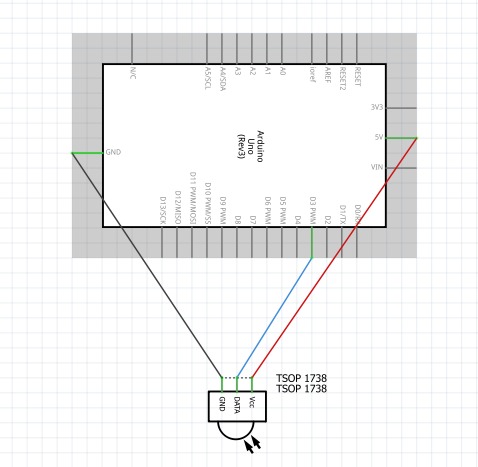 N/C
A5/SCL
A4/SDA
A3
A2
A1
A0
ioref
AREF
RESET2
RESET
3V3
5V
VIN
GND
Arduino
Uno
(Rev3)
D13/SCK
D12/MISO
D11 PWM/MOSI
D10 PWM/SS
D9 PWM
D8
D7
D6 PWM
D5 PWM
D4
D3 PWM
D2
D1/TX
TSOP 1738
TSOP 1738
GND
DATA
Vcc